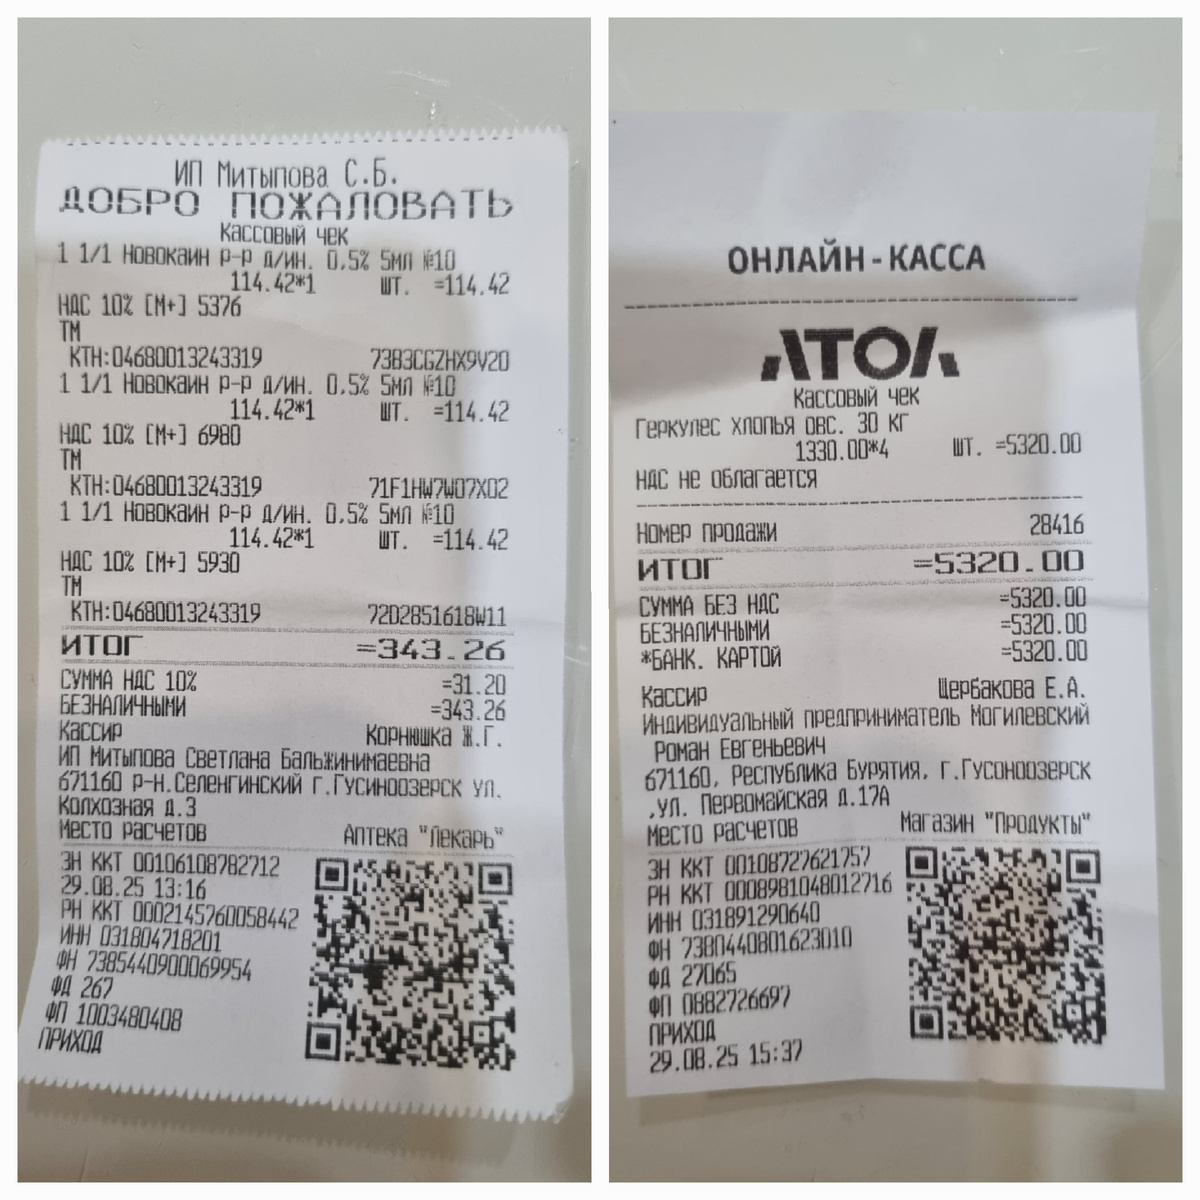 ИП Митыпова С.Б.
ДОБРО ПОЖАЛОВАТЬ
Кассовый чек
1 1/1 Новокаин р-р д/ин. 0,5% 5мл №10
114.42*1 шт. =114.42
НДС 10% [М+] 5376
ТМ
КТН:04680013243319 73B3CGZHX9V20
1 1/1 Новокаин р-р д/ин. 0,5% 5мл №10
114.42*1 шт. =114.42
НДС 10% [М+] 6980
ТМ
КТН:04680013243319 71F1HW7W07X02
1 1/1 Новокаин р-р д/ин. 0,5% 5мл №10
114.42*1 шт. =114.42
НДС 10% [М+] 5930
ТМ
КТН:04680013243319 72D2851618W11
ИТОГ =343.26
СУММА НДС 10% =31.20
БЕЗНАЛИЧНЫМИ =343.26
Кассир Корнюшка Ж.Г.
ИП Митыпова Светлана Бальжинимаевна
671160 р-н.Селенгинский г.Гусиноозерск ул.
Колхозная д.3
Место расчетов Аптека "Лекарь"
ЗН ККТ 00106108782712
29.08.25 13:16
РН ККТ 0002145760058442
ИНН 031804718201
ФН 7385440900069954
ФД 267
ФП 1003480408
ПРИХОД
ОНЛАЙН-КАССА
АТОЛ
Кассовый чек
Геркулес хлопья овс. 30 кг
1330.00*4 шт. =5320.00
НДС не облагается
Номер продажи 28416
ИТОГ =5320.00
СУММА БЕЗ НДС =5320.00
БЕЗНАЛИЧНЫМИ =5320.00
*БАНК. КАРТОЙ =5320.00
Кассир Щербакова Е.А.
Индивидуальный предприниматель Могилевский
Роман Евгеньевич
671160, Республика Бурятия, г.Гусоноозерск
,ул. Первомайская д.17А
Место расчетов Магазин "Продукты"
ЗН ККТ 00108727621757
РН ККТ 0008981048012716
ИНН 031891290640
ФН 7380440801623010
ФД 27065
ФП 0882726697
ПРИХОД
29.08.25 15:37